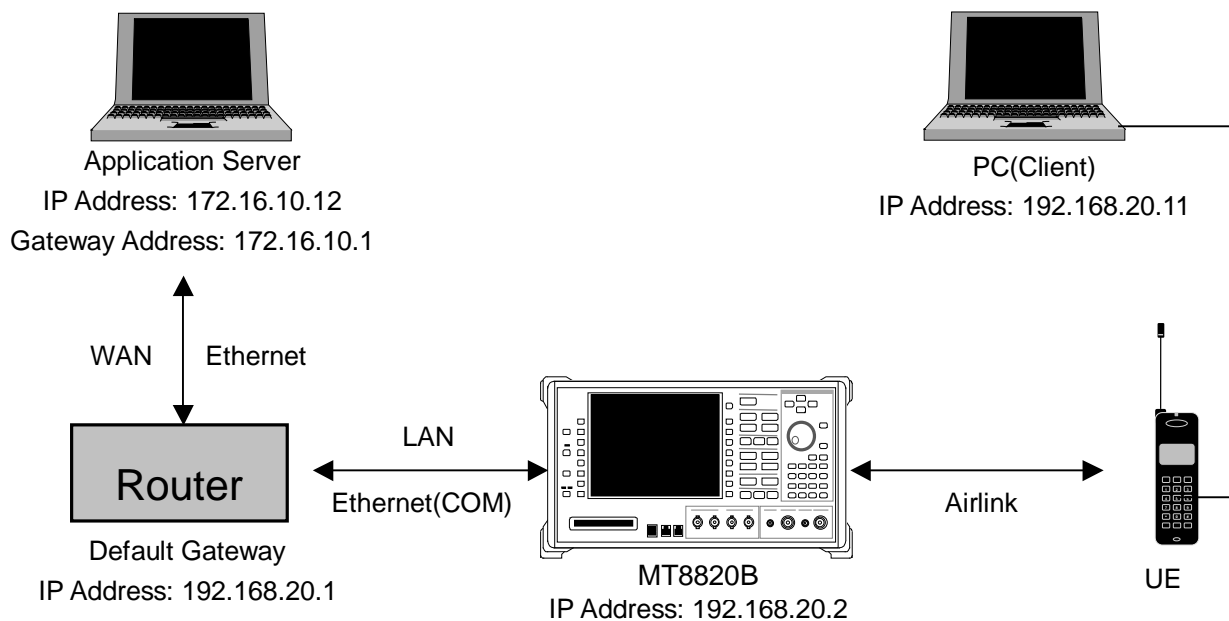 Application Server
IP Address: 172.16.10.12
Gateway Address: 172.16.10.1
PC(Client)
IP Address: 192.168.20.11
WAN
Ethernet
Router
Default Gateway
IP Address: 192.168.20.1
LAN
Ethernet(COM)
MT8820B
IP Address: 192.168.20.2
Airlink
UE